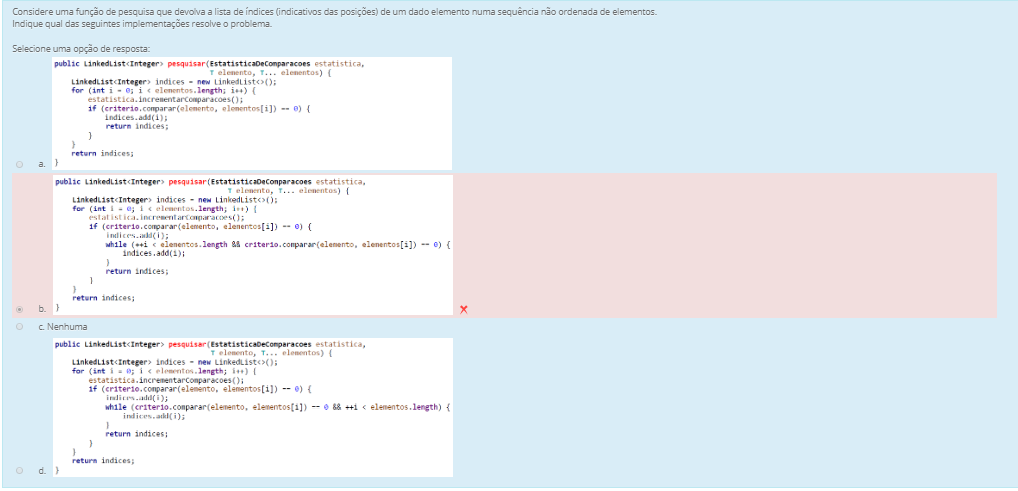 Considere uma função de pesquisa que devolva a lista de índices (indicativos das posições) de um dado elemento numa sequência não ordenada de elementos.
Indique qual das seguintes implementações resolve o problema.
Selecione uma opção de resposta:
public LinkedList<Integer> pesquisar(EstatisticaDeComparacoes estatistica,
T elemento, T... elementos) {
LinkedList<Integer> indices = new LinkedList<>();
for (int i = 0; i < elementos.length; i++) {
estatistica.incrementarComparacoes();
if (criterio.comparar(elemento, elementos[i]) == 0) {
indices.add(i);
return indices;
}
}
return indices;
a. }
public LinkedList<Integer> pesquisar(EstatisticaDeComparacoes estatistica,
T elemento, T... elementos) {
LinkedList<Integer> indices = new LinkedList<>();
for (int i = 0; i < elementos.length; i++) {
estatistica.incrementarComparacoes();
if (criterio.comparar(elemento, elementos[i]) == 0) {
indices.add(i);
while (++i < elementos.length && criterio.comparar(elemento, elementos[i]) == 0) {
indices.add(i);
}
return indices;
}
}
return indices;
b. }
c. Nenhuma
public LinkedList<Integer> pesquisar(EstatisticaDeComparacoes estatistica,
T elemento, T... elementos) {
LinkedList<Integer> indices = new LinkedList<>();
for (int i = 0; i < elementos.length; i++) {
estatistica.incrementarComparacoes();
if (criterio.comparar(elemento, elementos[i]) == 0) {
indices.add(i);
while (criterio.comparar(elemento, elementos[i]) == 0 && ++i < elementos.length) {
indices.add(i);
}
return indices;
}
}
return indices;
d. }